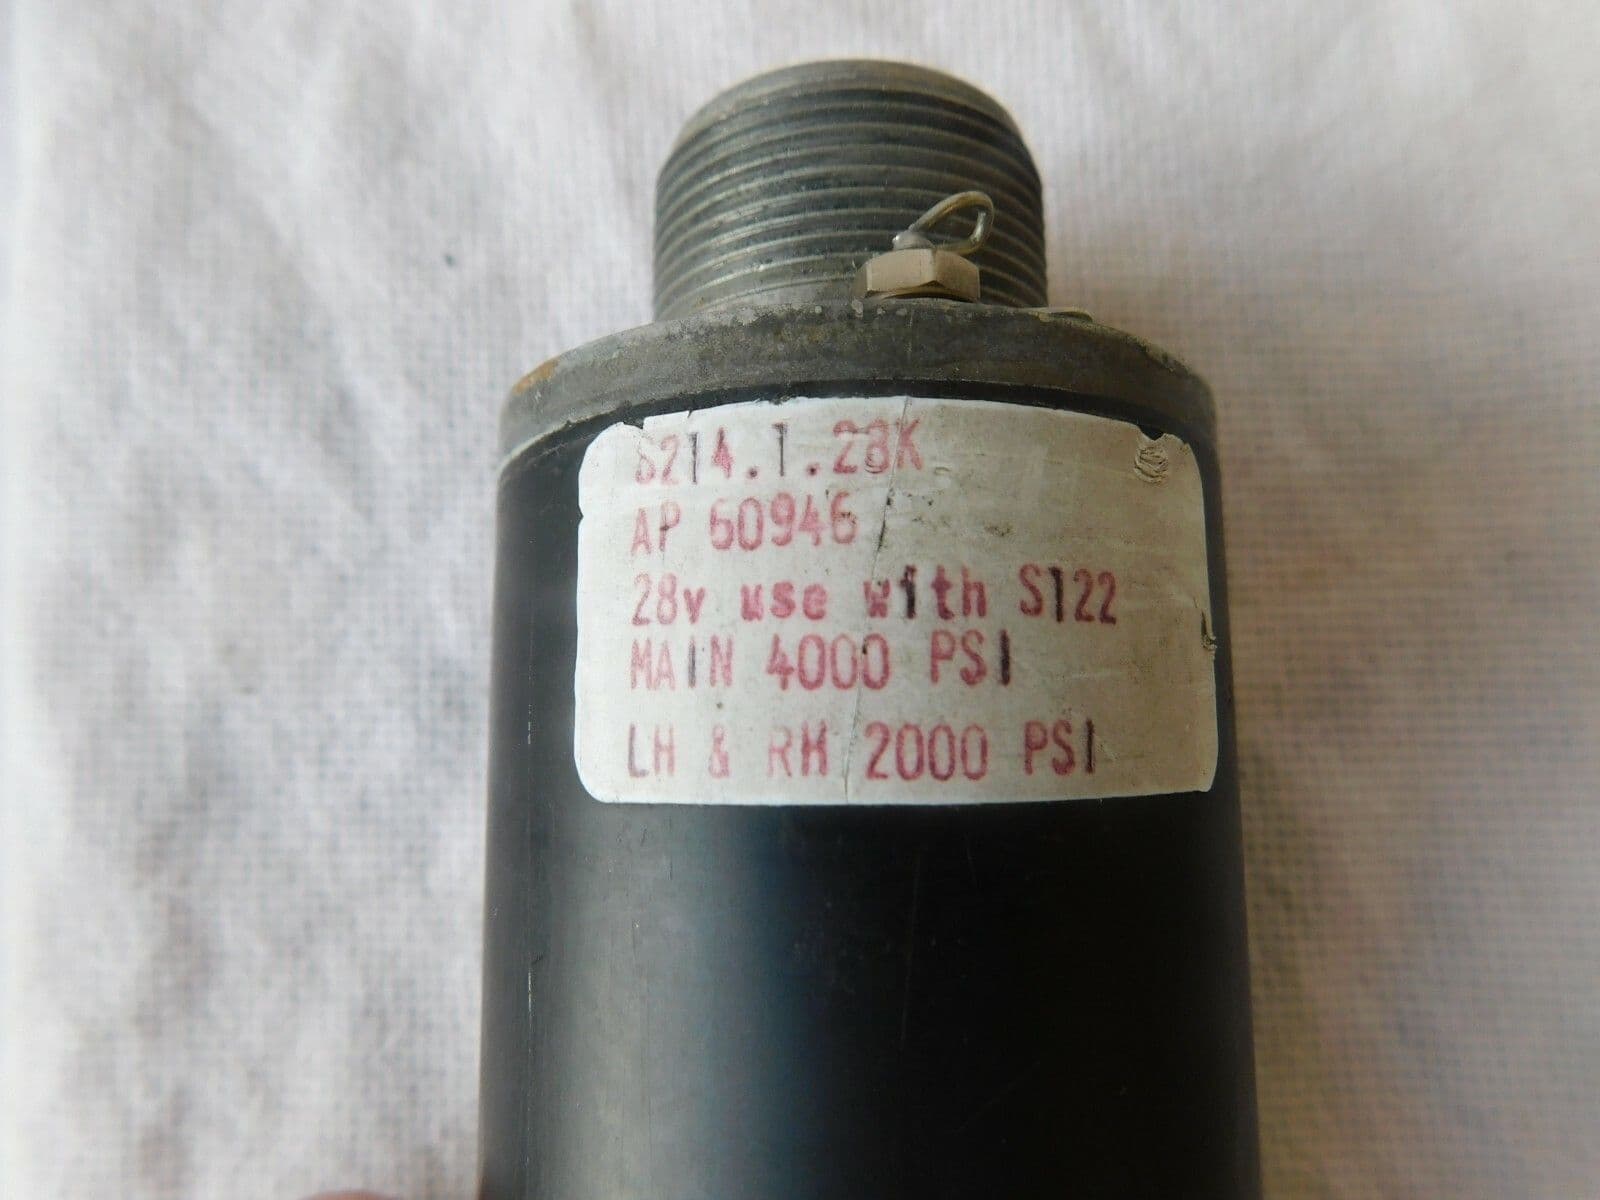 S214.1.28K
AP 60946
28v use with S122
MAIN 4000 PSI
LH & RH 2000 PSI